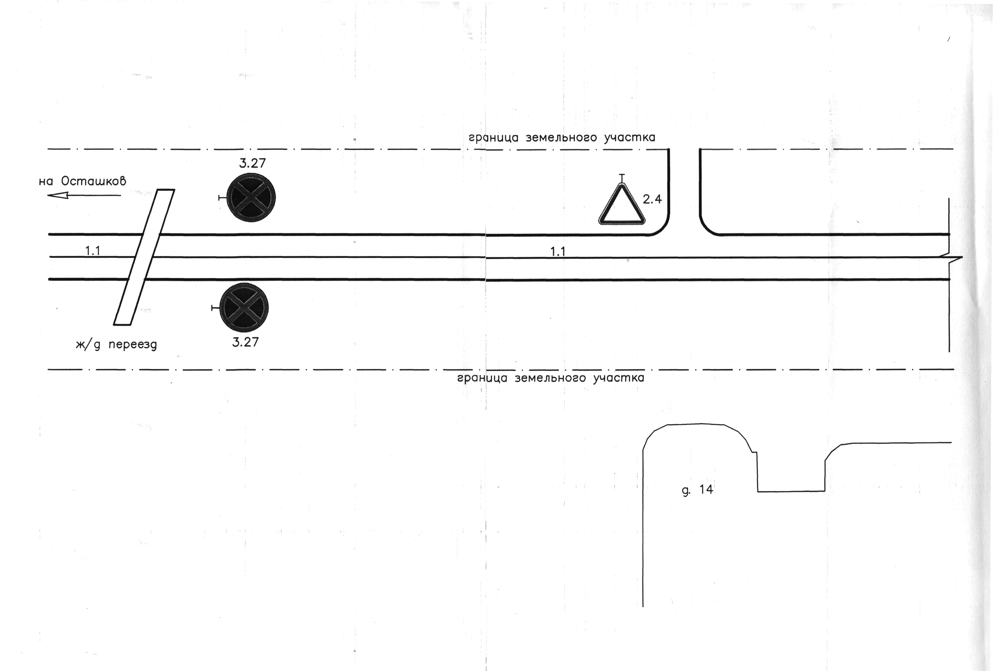 граница земельного участка
3.27
на Осташков
2.4
1.1
1.1
3.27
ж/д переезд
граница земельного участка
д. 14